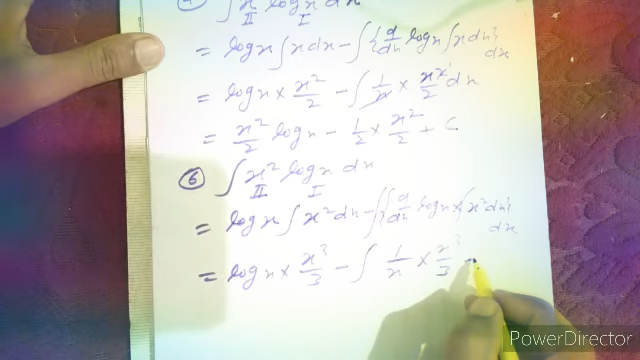 ∫ x log x dx
II I
= log x ∫ x dx − ∫ { d/dx log x ∫ x dx } dx
= log x × x²/2 − ∫ 1/x × x²/2 dx
= x²/2 log x − 1/2 × x²/2 + C
⑥ ∫ x² log x dx
II I
= log x ∫ x² dx − ∫ { d/dx log x × ∫ x² dx } dx
= log x × x³/3 − ∫ 1/x × x³/3
PowerDirector